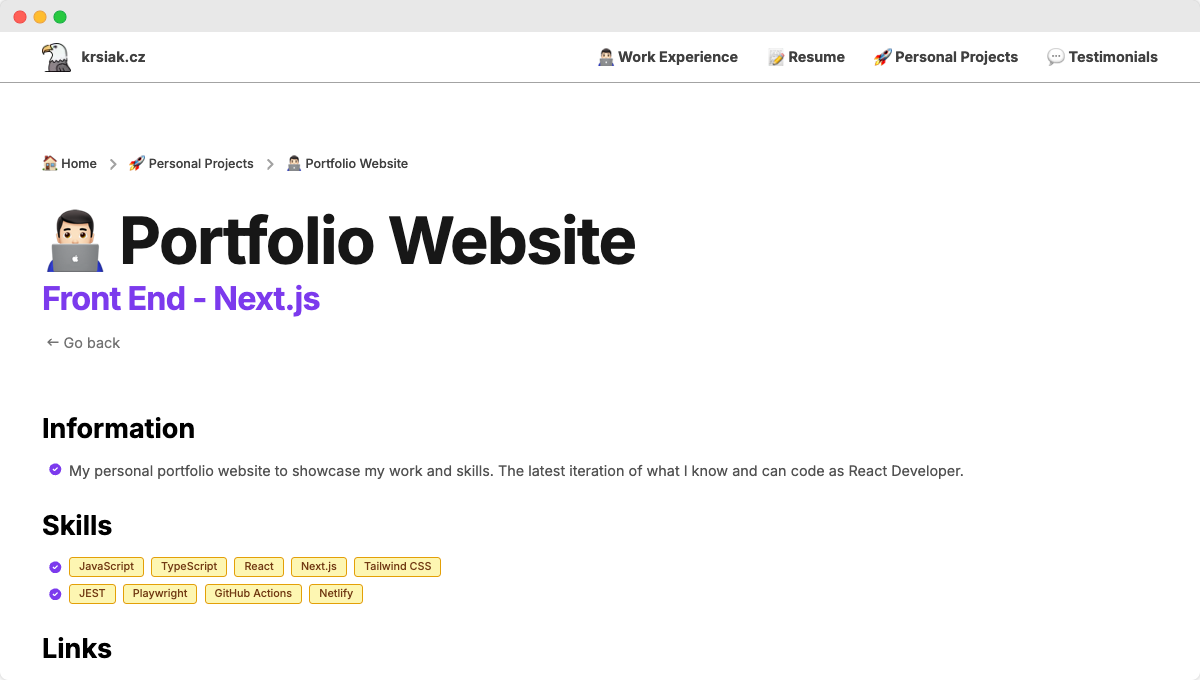 krsiak.cz Work Experience Resume Personal Projects Testimonials
Home Personal Projects Portfolio Website
Portfolio Website
Front End - Next.js
← Go back
Information
My personal portfolio website to showcase my work and skills. The latest iteration of what I know and can code as React Developer.
Skills
JavaScript TypeScript React Next.js Tailwind CSS
JEST Playwright GitHub Actions Netlify
Links